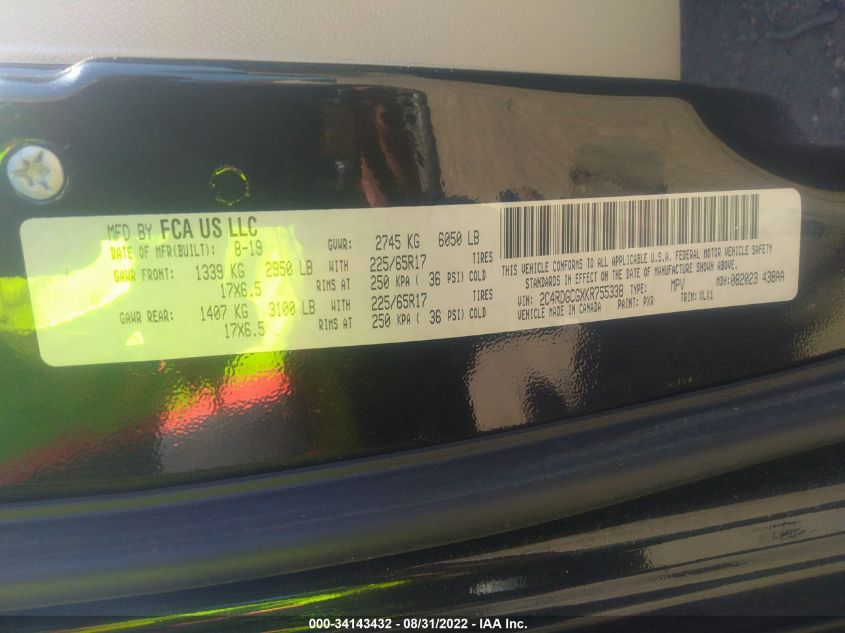 MFD BY FCA US LLC
DATE OF MFR(BUILT): 8-19 GVWR: 2745 KG 6050 LB
GAWR FRONT: 1339 KG 2950 LB WITH 225/65R17 TIRES
17X6.5 RIMS AT 250 KPA ( 36 PSI) COLD
GAWR REAR: 1407 KG 3100 LB WITH 225/65R17 TIRES
17X6.5 RIMS AT 250 KPA ( 36 PSI) COLD
THIS VEHICLE CONFORMS TO ALL APPLICABLE U.S.A. FEDERAL MOTOR VEHICLE SAFETY
STANDARDS IN EFFECT ON THE DATE OF MANUFACTURE SHOWN ABOVE.
VIN: 2C4RDGCGXKR755338 TYPE: MPV MDH:082023 438AA
VEHICLE MADE IN CANADA PAINT: PXR TRIM:XLX1
000-34143432 - 08/31/2022 - IAA Inc.